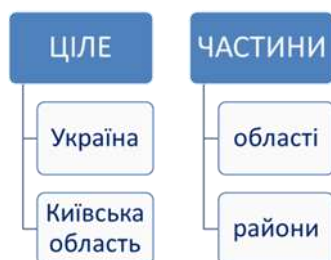 ЦІЛЕ
Україна
Київська
область
ЧАСТИНИ
області
райони